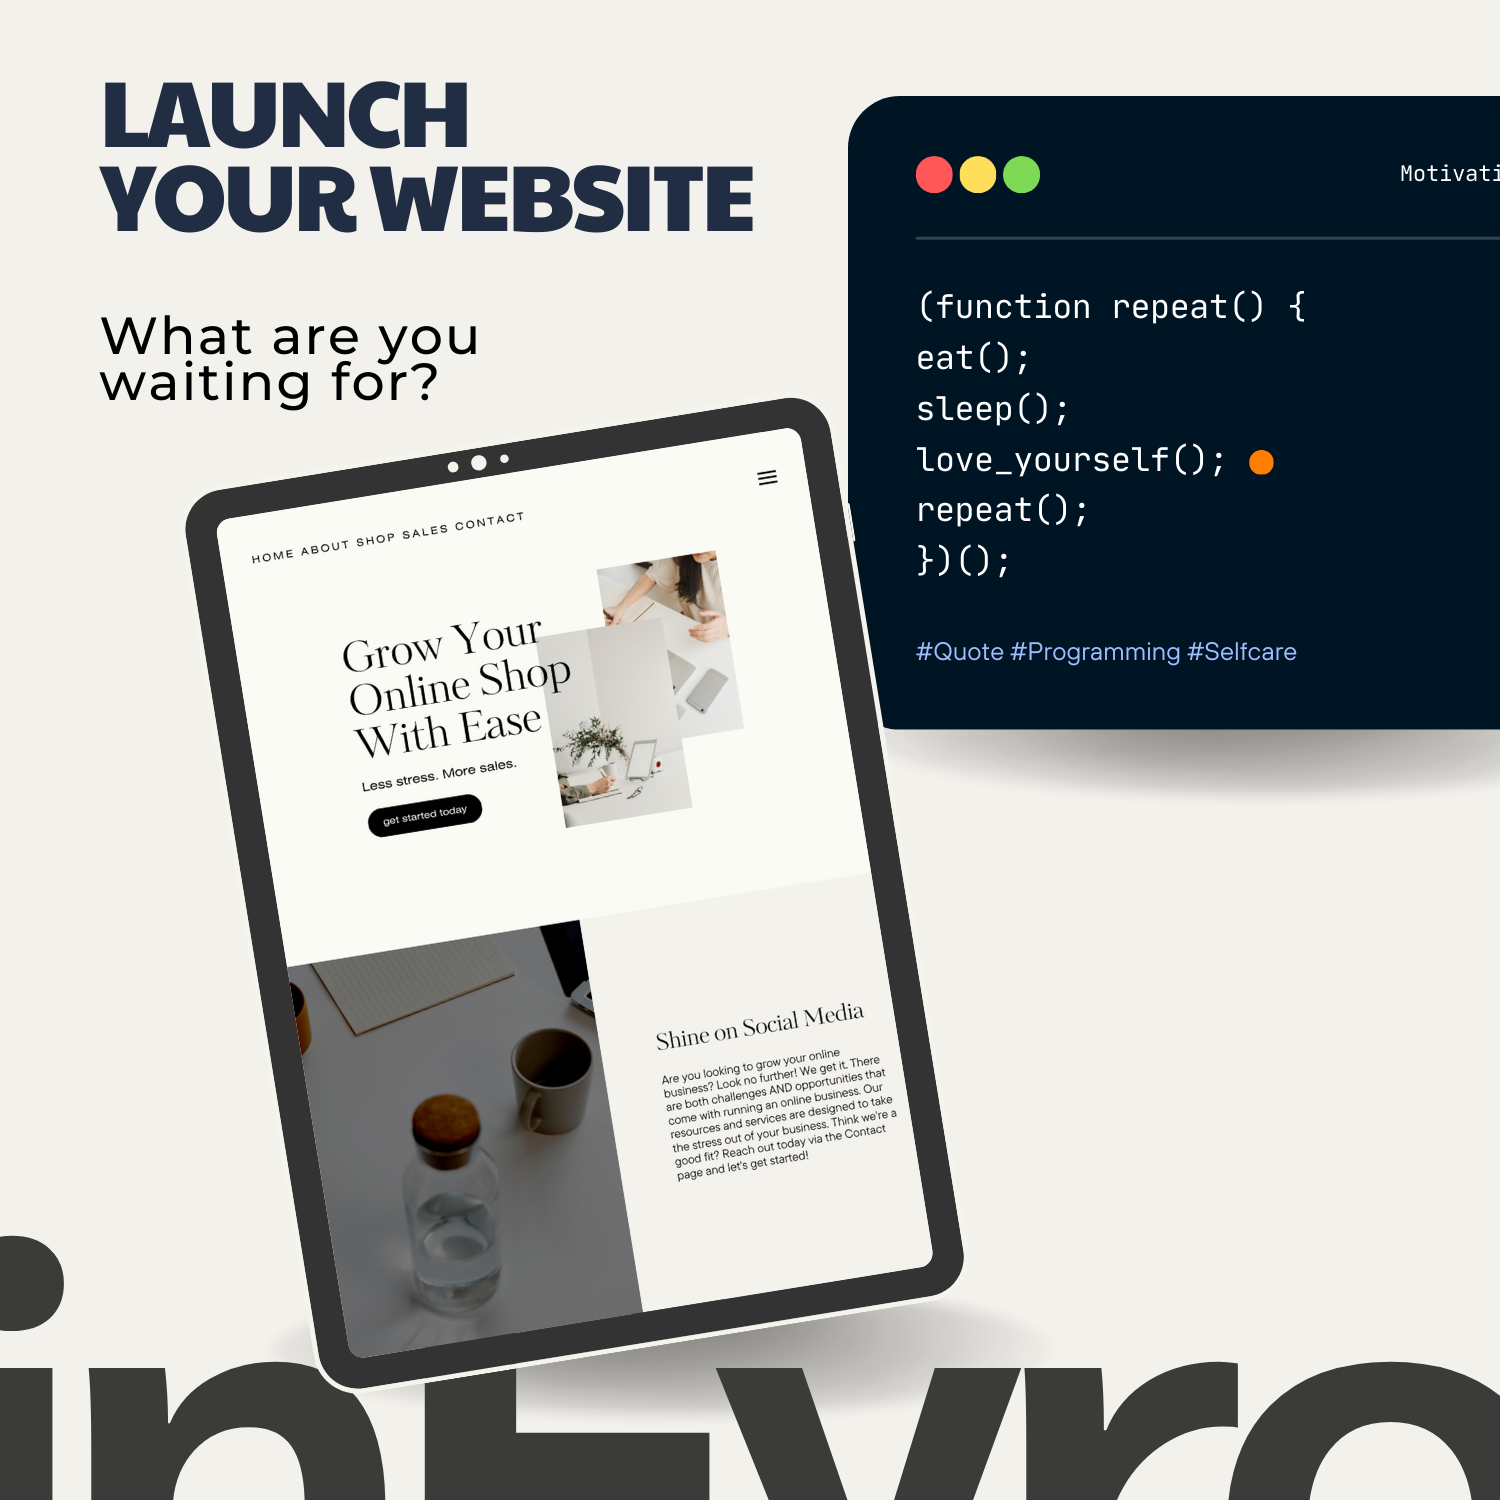 LAUNCH
YOUR WEBSITE
What are you
waiting for?
Motivati
(function repeat() {
eat();
sleep();
love_yourself();
repeat();
})();
#Quote #Programming #Selfcare
HOME ABOUT SHOP SALES CONTACT
Grow Your
Online Shop
With Ease
Less stress. More sales.
get started today
Shine on Social Media
Are you looking to grow your online
business? Look no further! We get it. There
are both challenges AND opportunities that
come with running an online business. Our
resources and services are designed to take
the stress out of your business. Think we're a
good fit? Reach out today via the Contact
page and let's get started!
inEvro